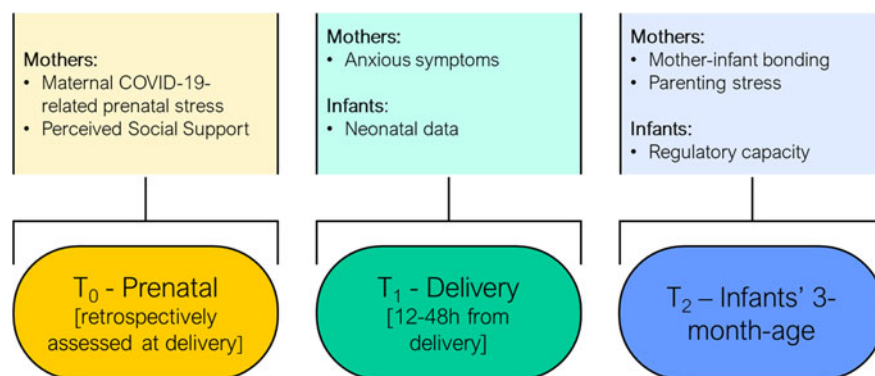 Mothers:
• Maternal COVID-19-
related prenatal stress
• Perceived Social Support
T₀ - Prenatal
[retrospectively
assessed at delivery]
Mothers:
• Anxious symptoms
Infants:
• Neonatal data
T₁ - Delivery
[12-48h from
delivery]
Mothers:
• Mother-infant bonding
• Parenting stress
Infants:
• Regulatory capacity
T₂ – Infants’ 3-
month-age